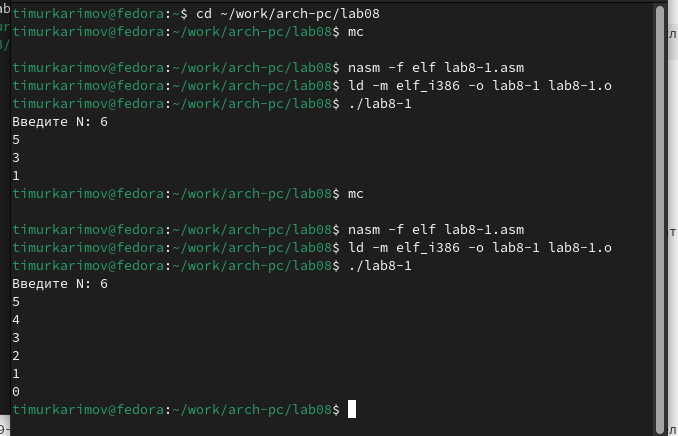 timurkarimov@fedora:~$ cd ~/work/arch-pc/lab08
timurkarimov@fedora:~/work/arch-pc/lab08$ mc
timurkarimov@fedora:~/work/arch-pc/lab08$ nasm -f elf lab8-1.asm
timurkarimov@fedora:~/work/arch-pc/lab08$ ld -m elf_i386 -o lab8-1 lab8-1.o
timurkarimov@fedora:~/work/arch-pc/lab08$ ./lab8-1
Введите N: 6
5
3
1
timurkarimov@fedora:~/work/arch-pc/lab08$ mc
timurkarimov@fedora:~/work/arch-pc/lab08$ nasm -f elf lab8-1.asm
timurkarimov@fedora:~/work/arch-pc/lab08$ ld -m elf_i386 -o lab8-1 lab8-1.o
timurkarimov@fedora:~/work/arch-pc/lab08$ ./lab8-1
Введите N: 6
5
4
3
2
1
0
timurkarimov@fedora:~/work/arch-pc/lab08$